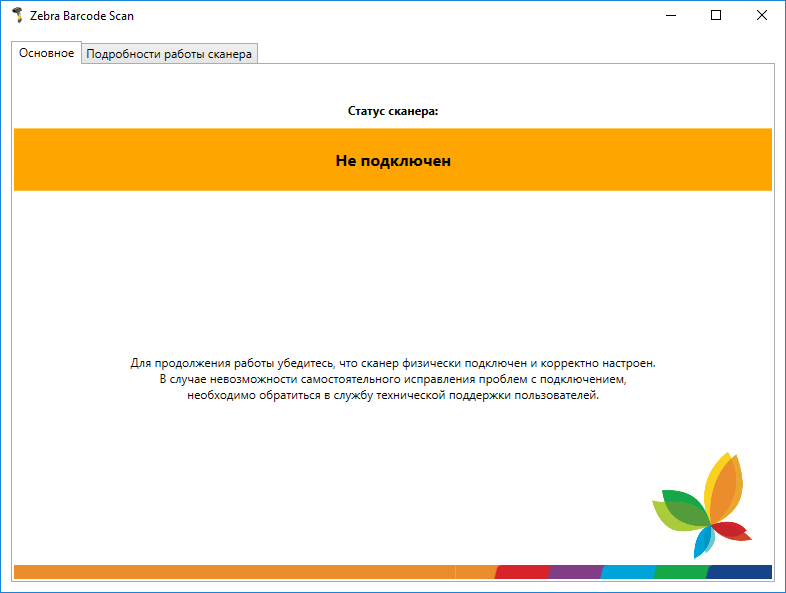 Zebra Barcode Scan
Основное
Подробности работы сканера
Статус сканера:
Не подключен
Для продолжения работы убедитесь, что сканер физически подключен и корректно настроен.
В случае невозможности самостоятельного исправления проблем с подключением,
необходимо обратиться в службу технической поддержки пользователей.